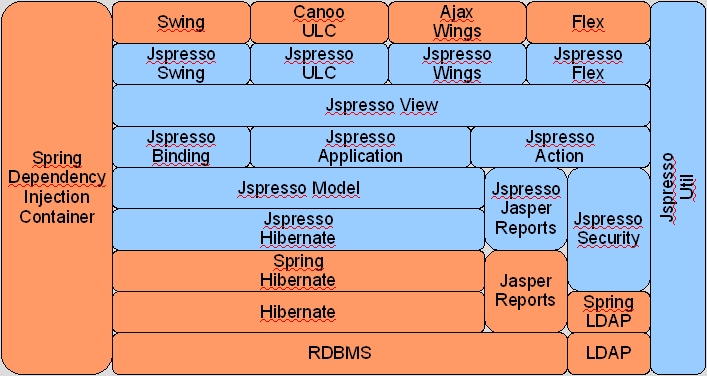 Spring
Dependency
Injection
Container
Swing
Canoo
ULC
Ajax
Wings
Flex
Jspresso
Swing
Jspresso
ULC
Jspresso
Wings
Jspresso
Flex
Jspresso View
Jspresso
Binding
Jspresso
Application
Jspresso
Action
Jspresso Model
Jspresso
Hibernate
Jspresso
Jasper
Reports
Jspresso
Security
Spring
Hibernate
Hibernate
Jasper
Reports
Spring
LDAP
RDBMS
LDAP
Jspresso
Util